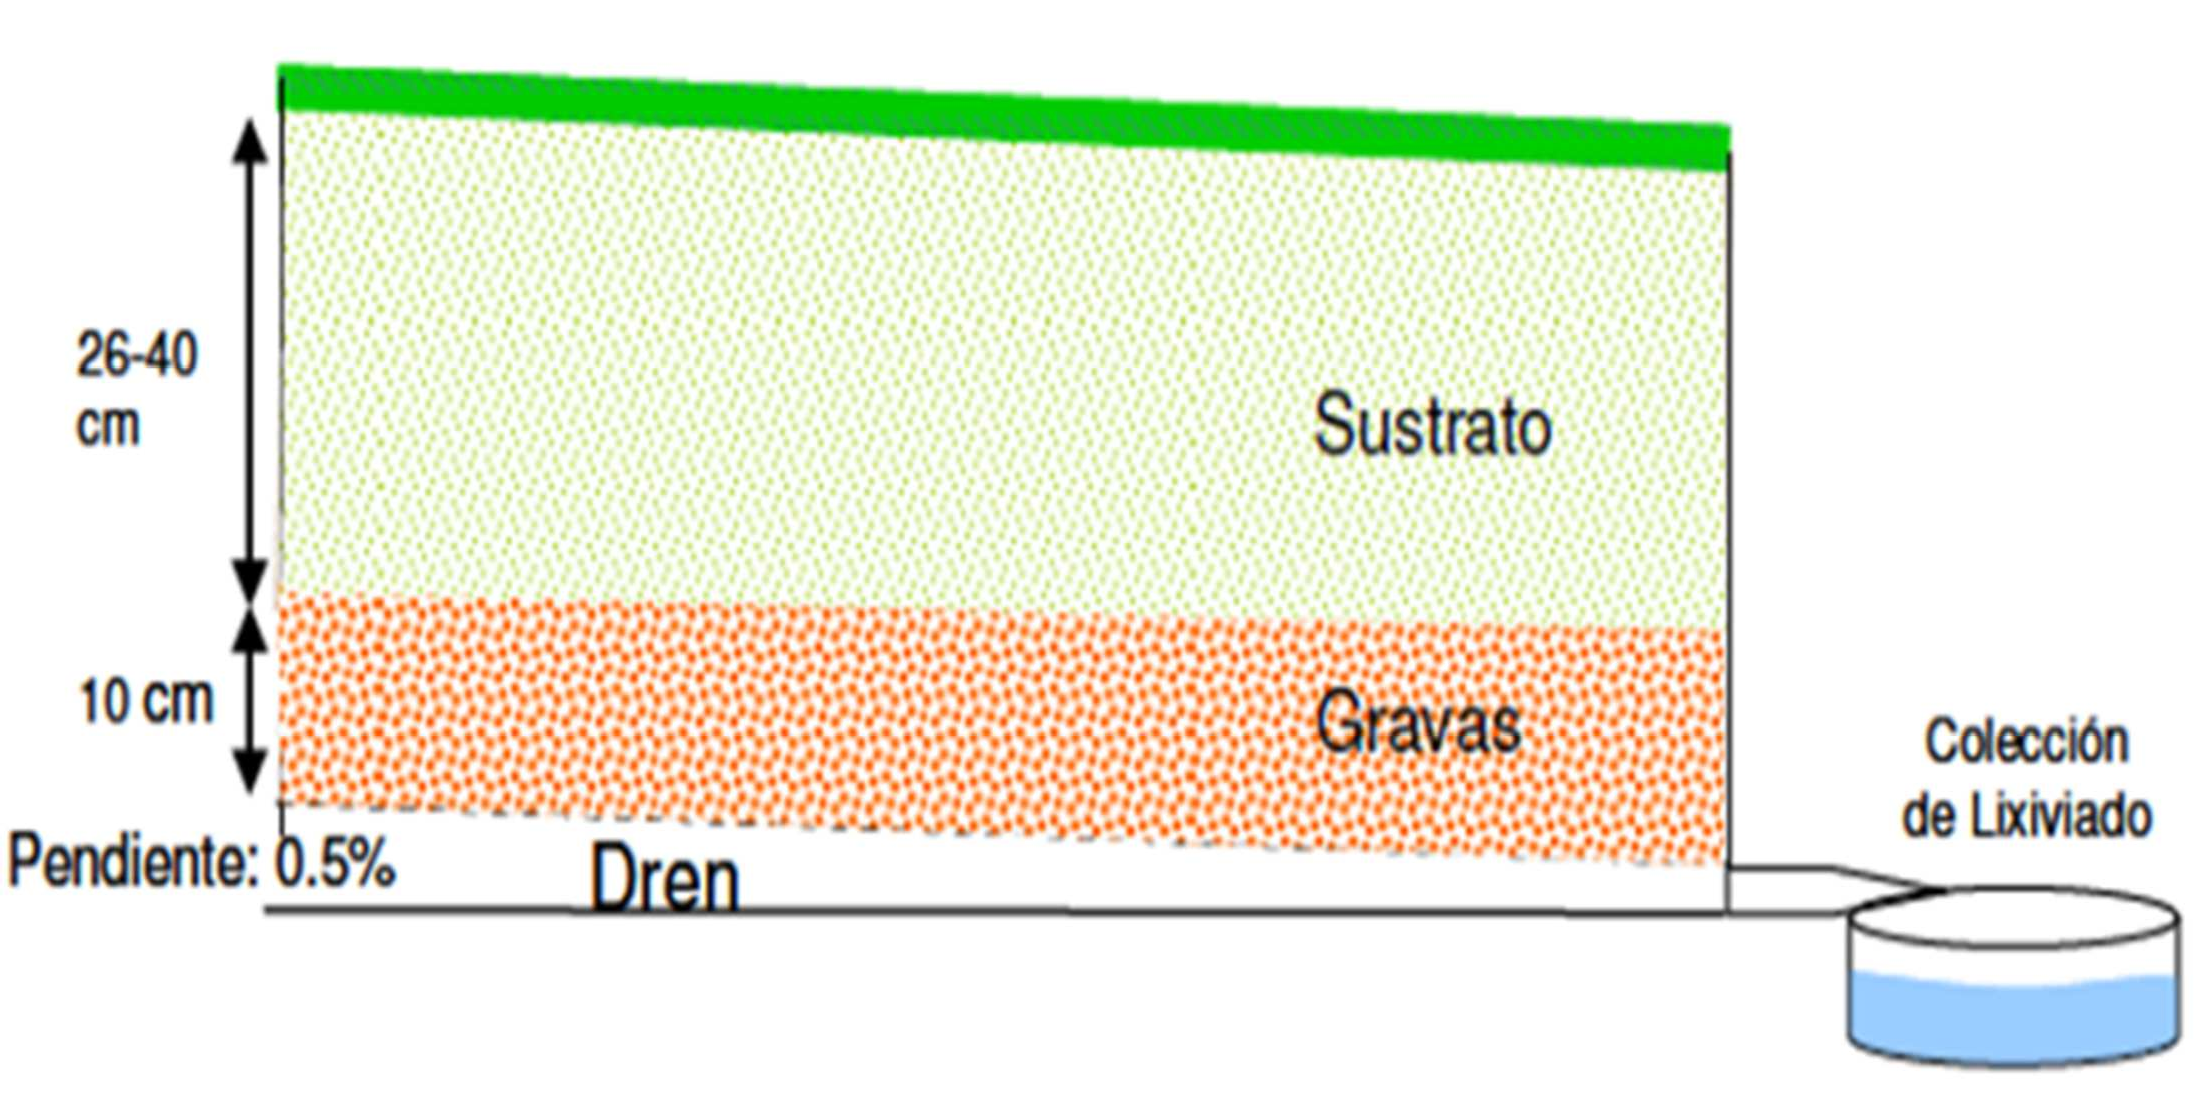 26-40
cm
Sustrato
10 cm
Gravas
Colección
de Lixiviado
Pendiente: 0.5%
Dren